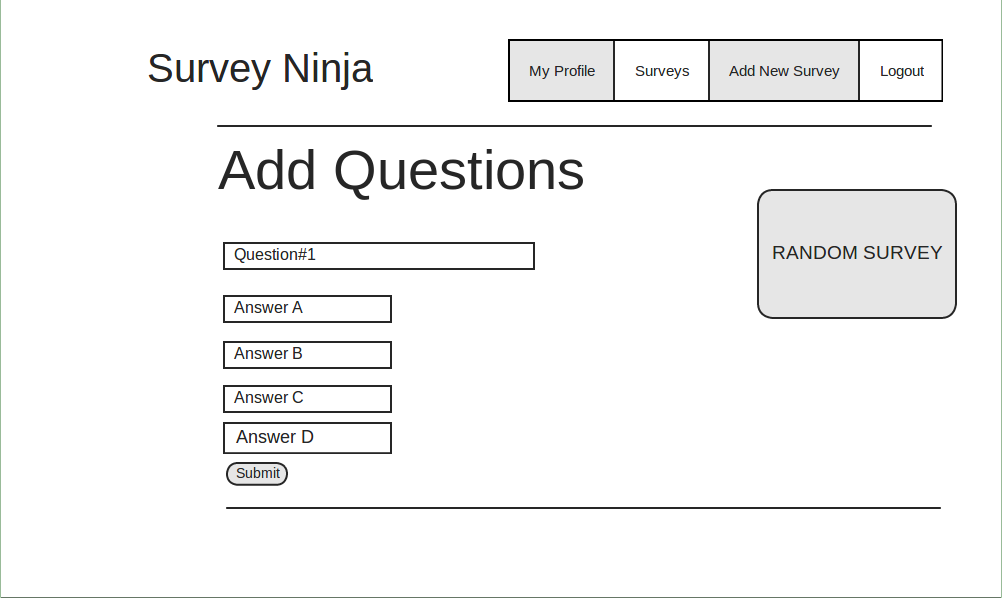 Survey Ninja
My Profile Surveys Add New Survey Logout
Add Questions
RANDOM SURVEY
Question#1
Answer A
Answer B
Answer C
Answer D
Submit